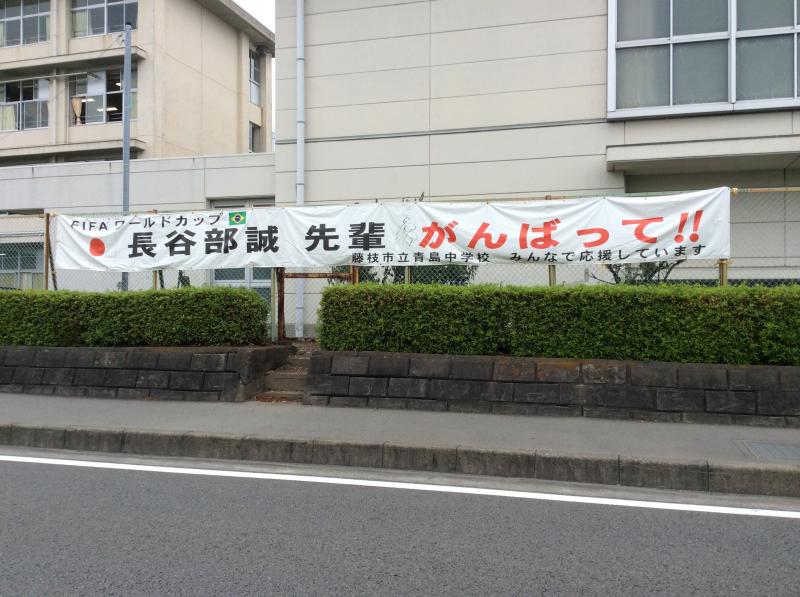 FIFA ワールドカップ
長谷部誠 先輩 がんばって!!
藤枝市立青島中学校 みんなで応援しています